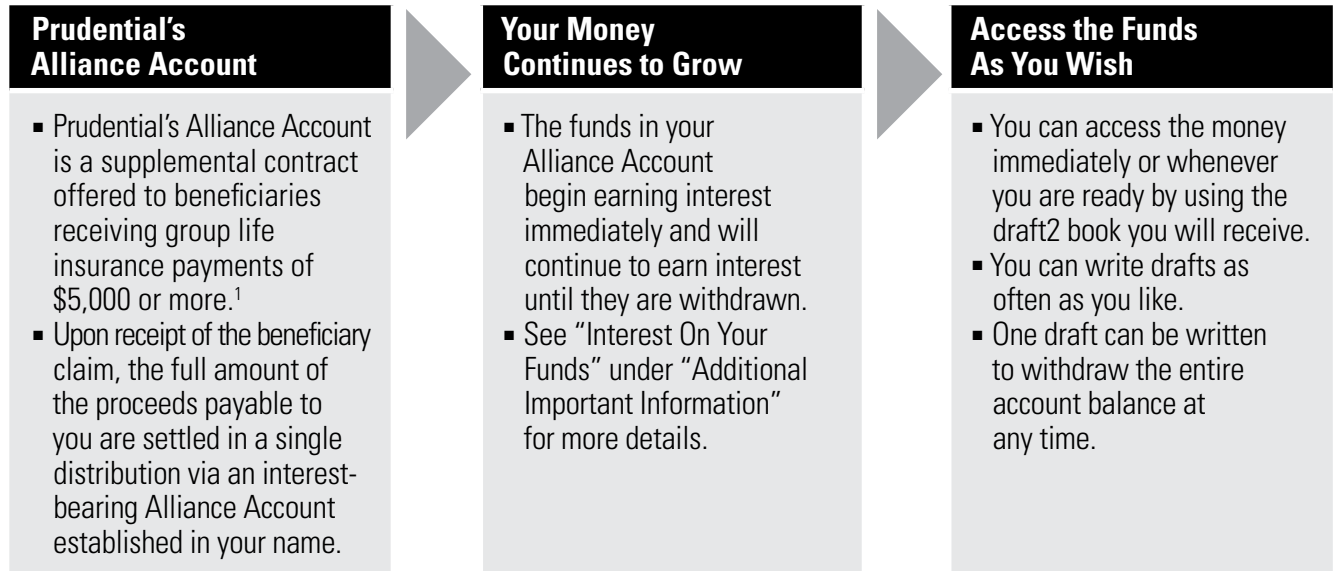 Prudential's
Alliance Account
▪ Prudential's Alliance Account
is a supplemental contract
offered to beneficiaries
receiving group life
insurance payments of
$5,000 or more.1
▪ Upon receipt of the beneficiary
claim, the full amount of
the proceeds payable to
you are settled in a single
distribution via an interest-
bearing Alliance Account
established in your name.
Your Money
Continues to Grow
▪ The funds in your
Alliance Account
begin earning interest
immediately and will
continue to earn interest
until they are withdrawn.
▪ See “Interest On Your
Funds” under “Additional
Important Information”
for more details.
Access the Funds
As You Wish
▪ You can access the money
immediately or whenever
you are ready by using the
draft2 book you will receive.
▪ You can write drafts as
often as you like.
▪ One draft can be written
to withdraw the entire
account balance at
any time.